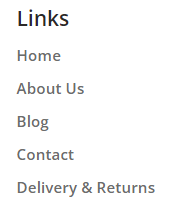 Links
Home
About Us
Blog
Contact
Delivery & Returns